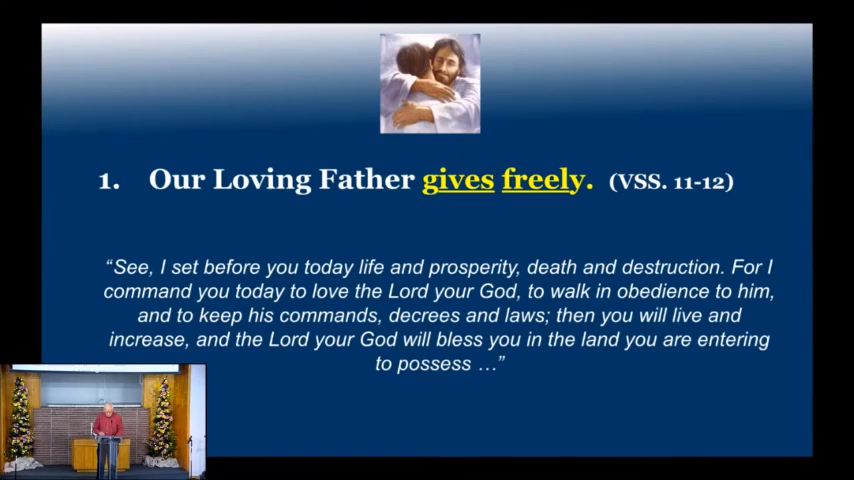 1. Our Loving Father gives freely. (VSS. 11-12)
“See, I set before you today life and prosperity, death and destruction. For I
command you today to love the Lord your God, to walk in obedience to him,
and to keep his commands, decrees and laws; then you will live and
increase, and the Lord your God will bless you in the land you are entering
to possess …”